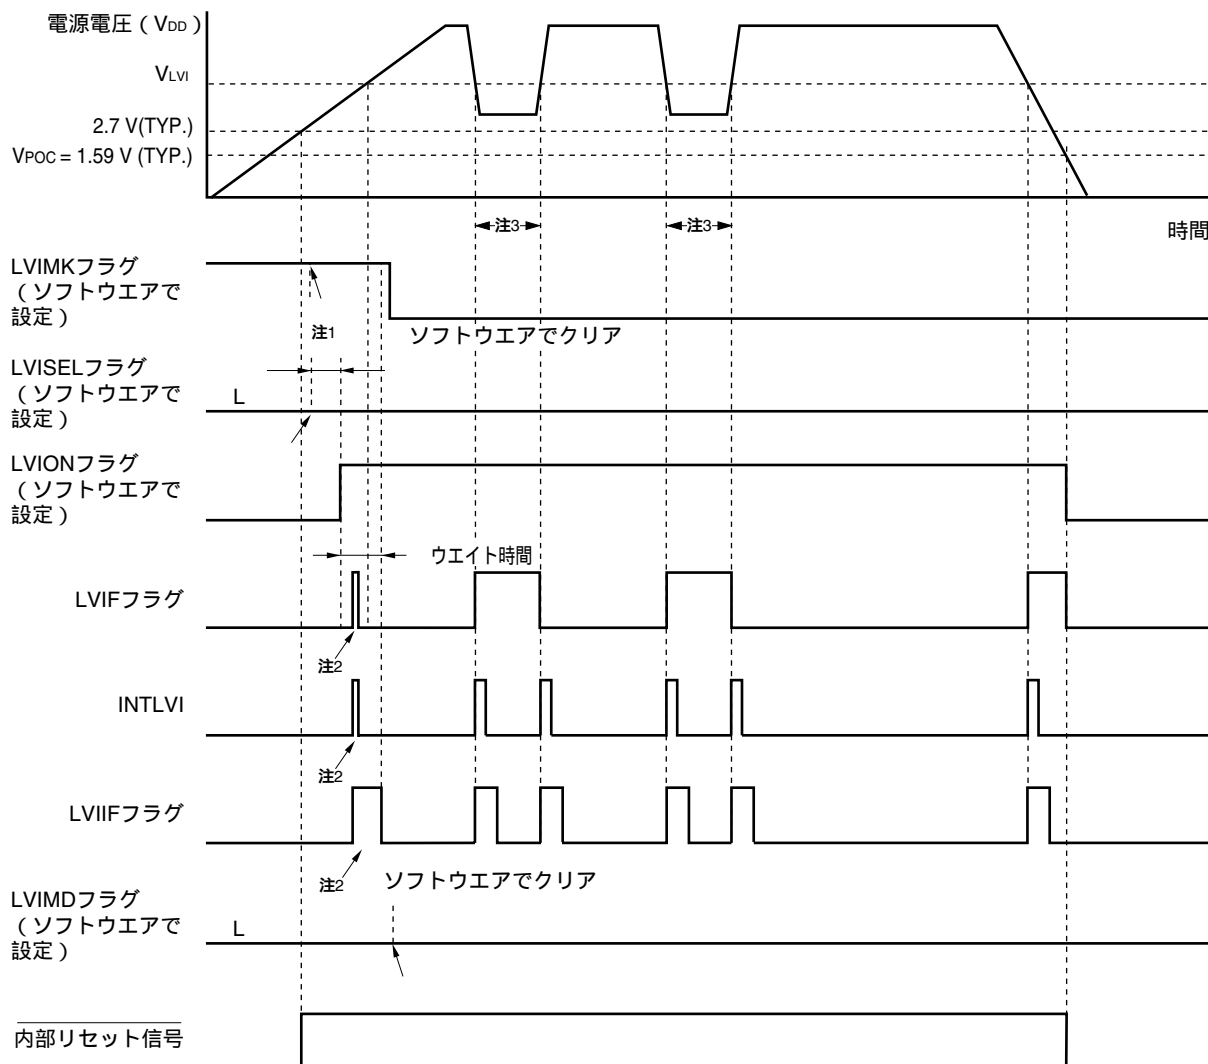 電源電圧（VDD）
VLVI
2.7 V(TYP.)
VPOC = 1.59 V (TYP.)
注3
注3
時間
LVIMKフラグ
（ソフトウエアで
設定）
注1
ソフトウエアでクリア
LVISELフラグ
（ソフトウエアで
設定）
L
LVIONフラグ
（ソフトウエアで
設定）
ウエイト時間
LVIFフラグ
注2
INTLVI
注2
LVIIFフラグ
注2
ソフトウエアでクリア
LVIMDフラグ
（ソフトウエアで
設定）
L
内部リセット信号